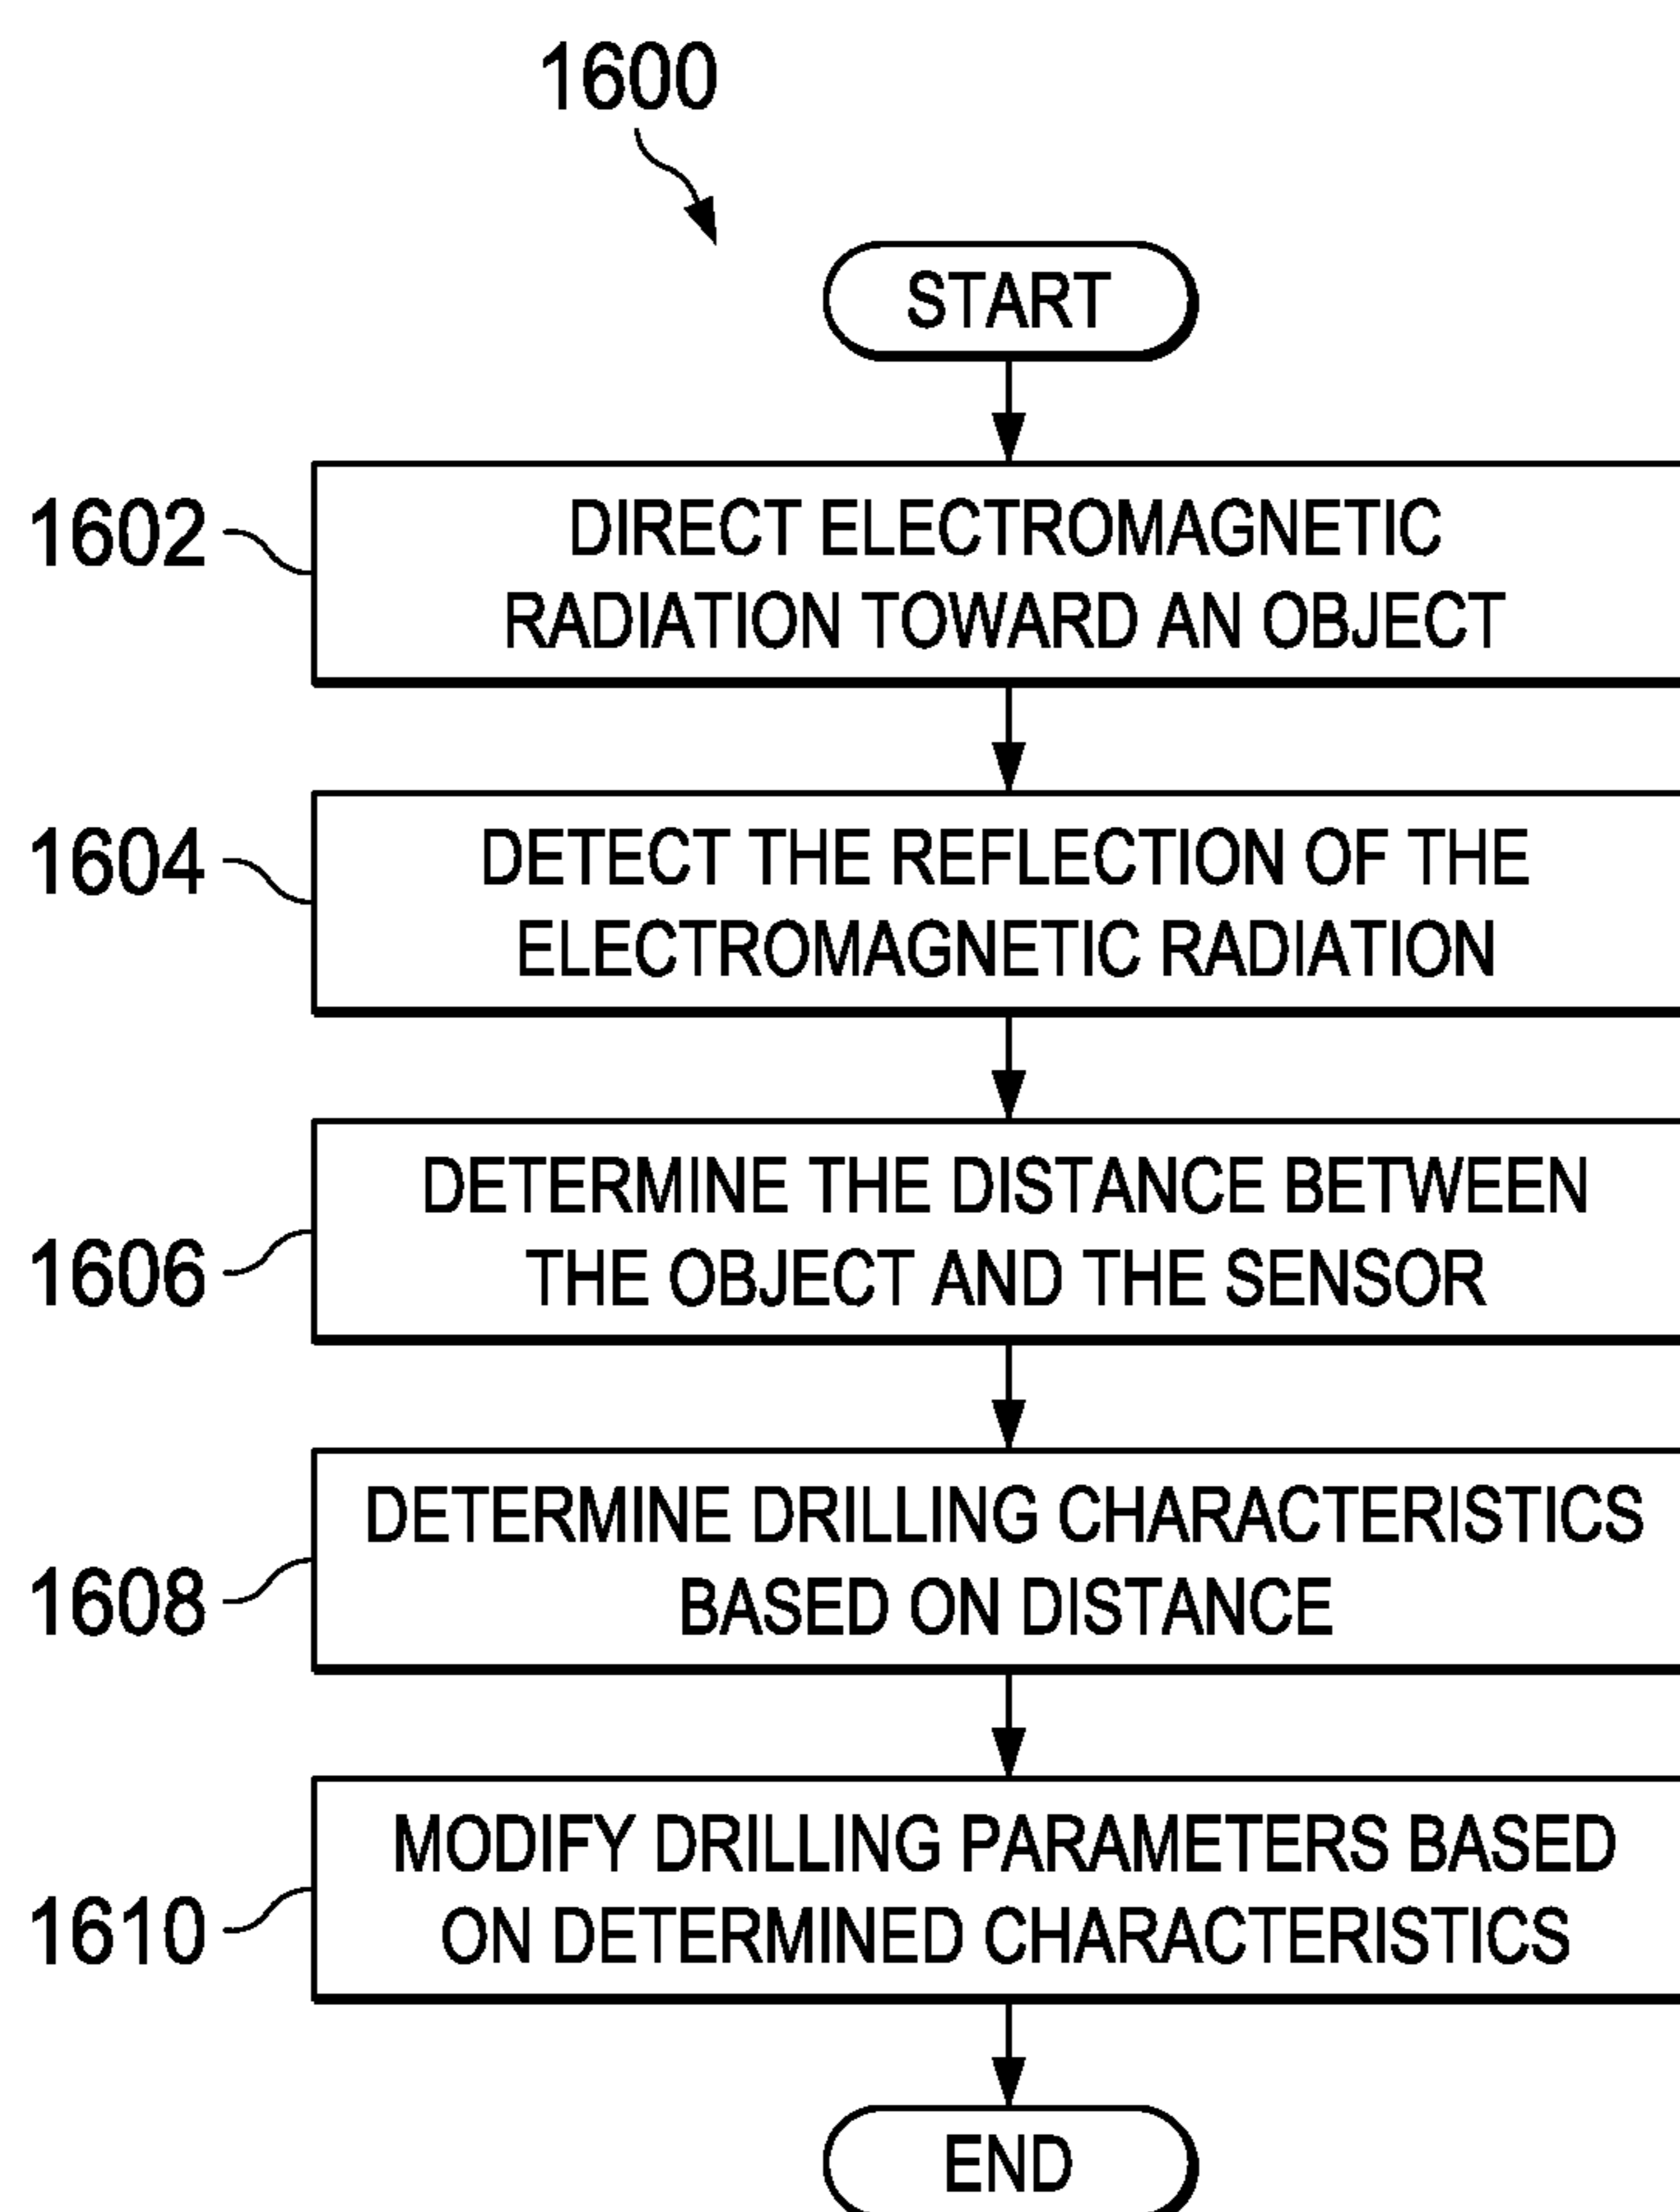 1600
START
1602
DIRECT ELECTROMAGNETIC
RADIATION TOWARD AN OBJECT
1604
DETECT THE REFLECTION OF THE
ELECTROMAGNETIC RADIATION
1606
DETERMINE THE DISTANCE BETWEEN
THE OBJECT AND THE SENSOR
1608
DETERMINE DRILLING CHARACTERISTICS
BASED ON DISTANCE
1610
MODIFY DRILLING PARAMETERS BASED
ON DETERMINED CHARACTERISTICS
END